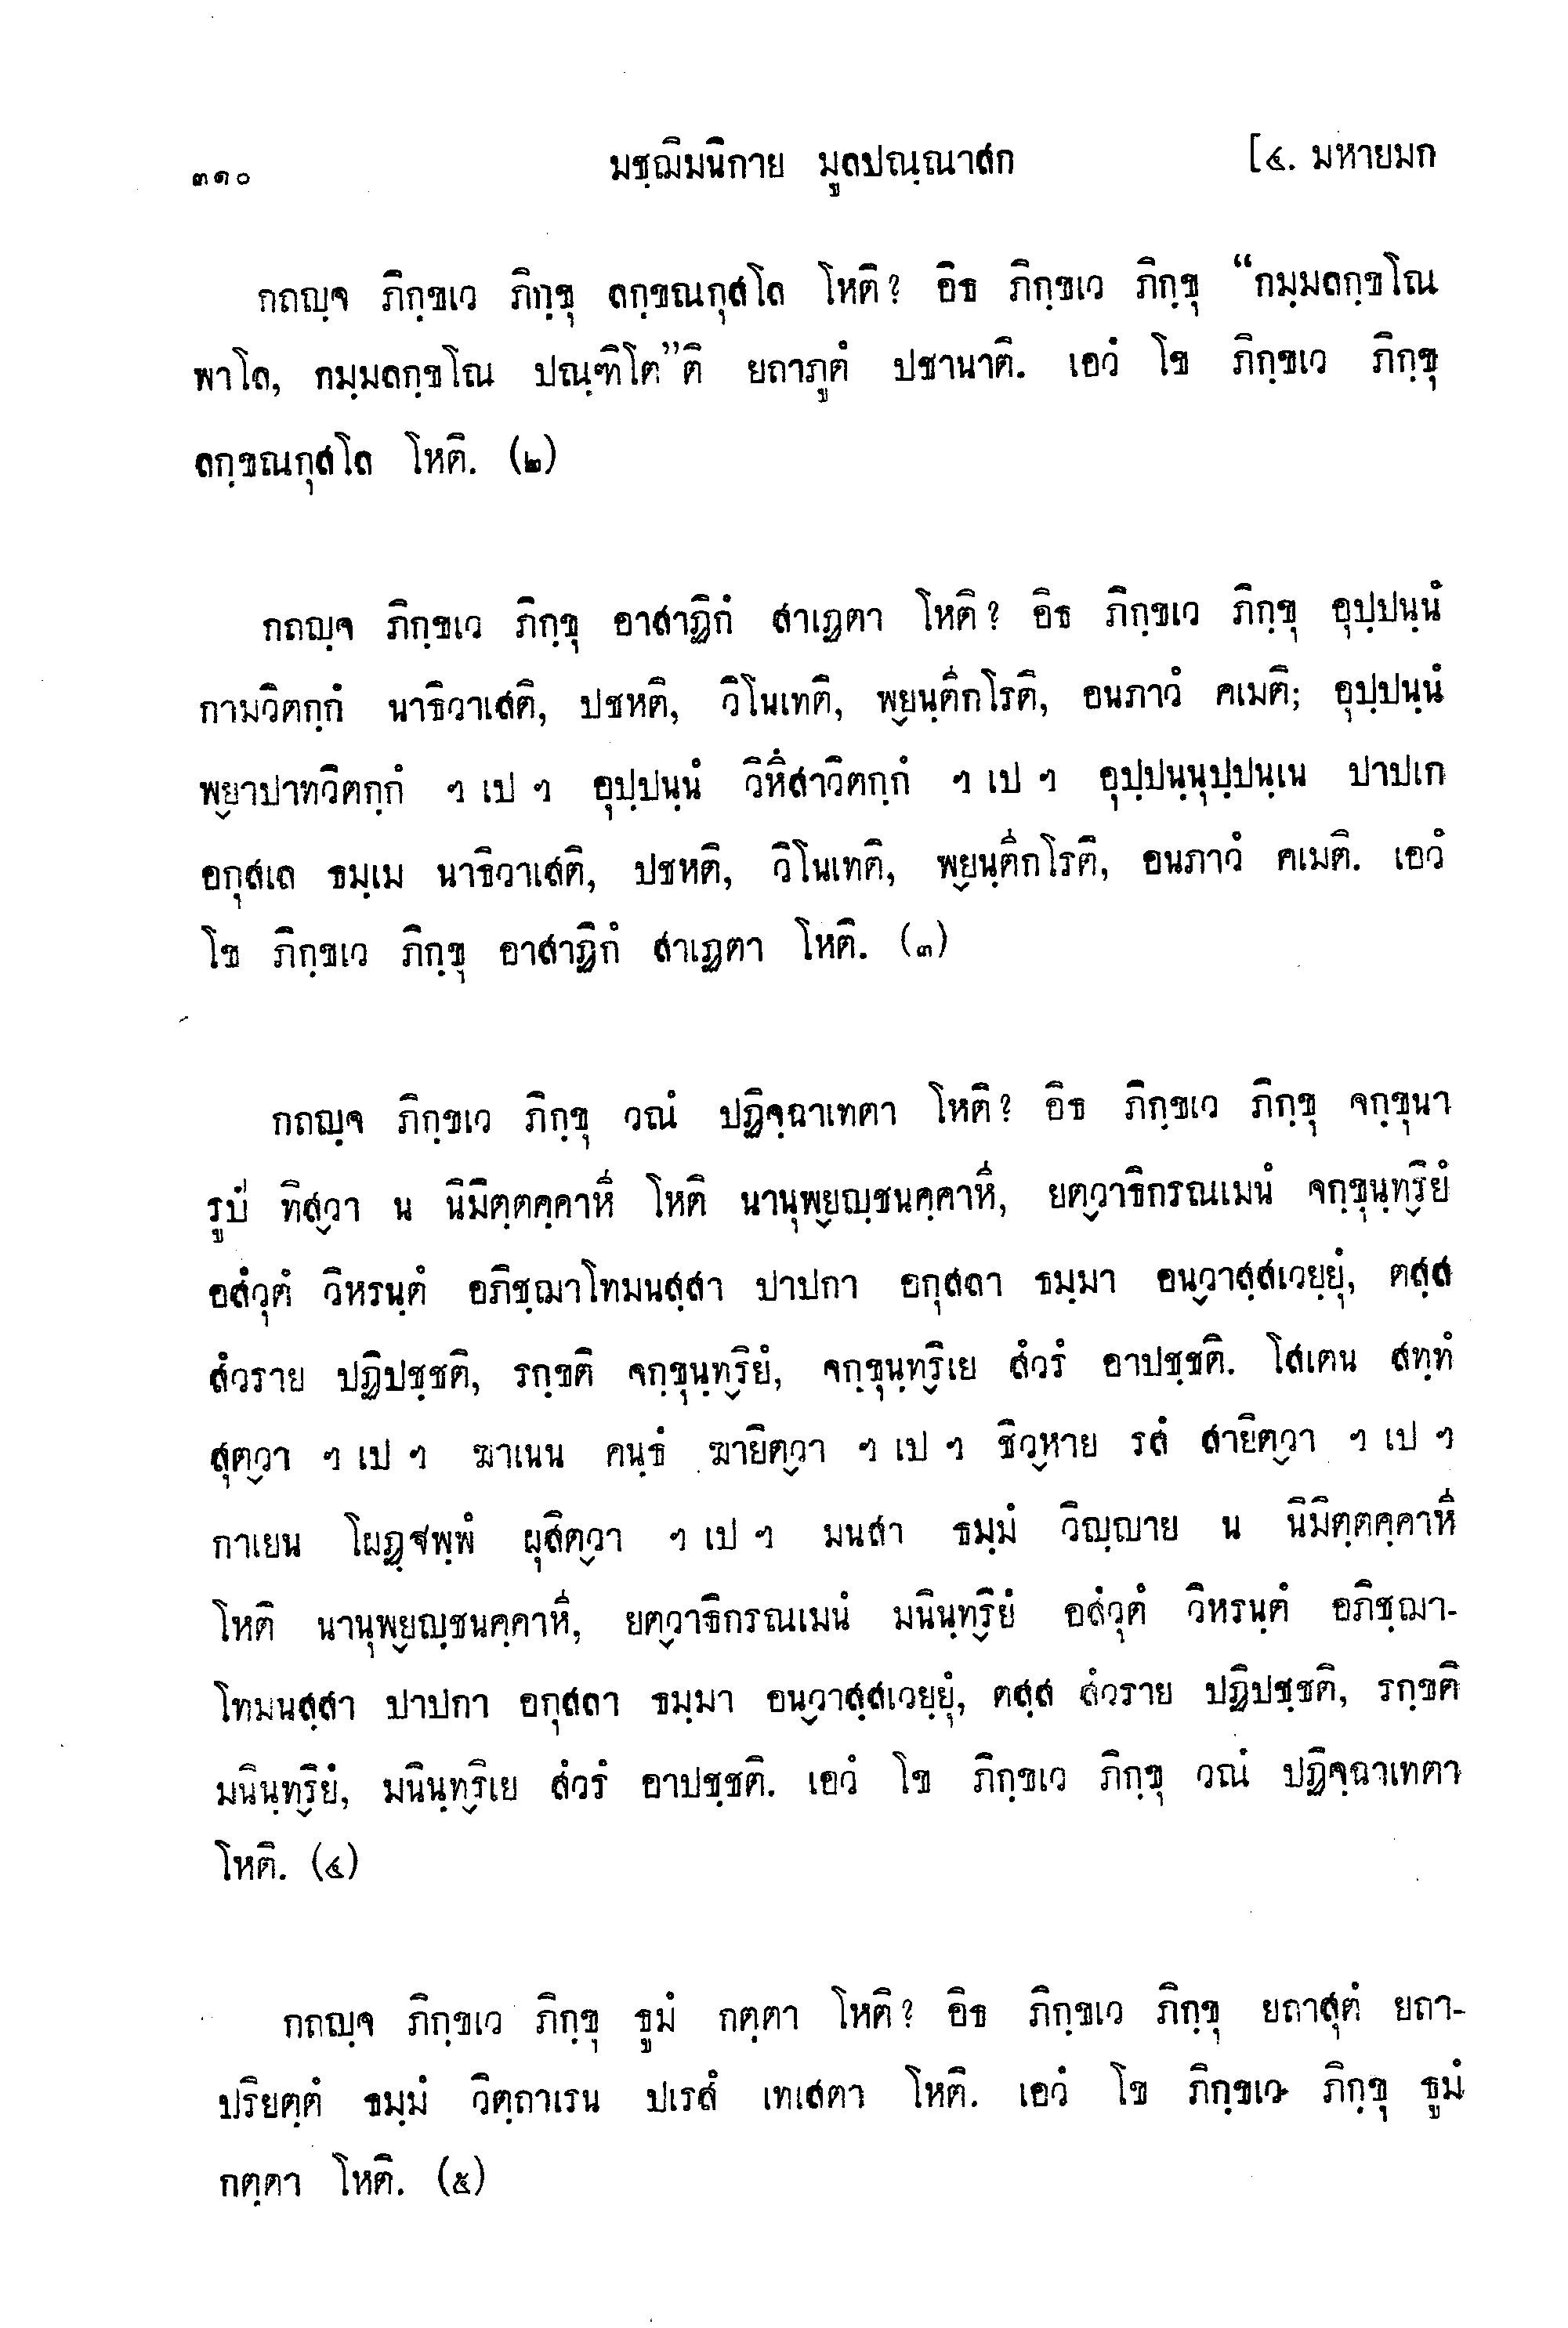 ๓๑๐ มชฺฌิมนิกาย มูลปณฺณาสก [๔. มหายมก
กถญฺจ ภิกฺขเว ภิกฺขุ ลกฺขณกุสโล โหติ? อิธ ภิกฺขเว ภิกฺขุ “กมฺมลกฺขโณ
พาโล, กมฺมลกฺขโณ ปณฺฑิโต”ติ ยถาภูตํ ปชานาติ. เอวํ โข ภิกฺขเว ภิกฺขุ
ลกฺขณกุสโล โหติ. (๒)
กถญฺจ ภิกฺขเว ภิกฺขุ อาสาฏิกํ สาเฏตา โหติ? อิธ ภิกฺขเว ภิกฺขุ อุปฺปนฺนํ
กามวิตกฺกํ นาธิวาเสติ, ปชหติ, วิโนเทติ, พฺยนฺตึกโรติ, อนภาวํ คเมติ; อุปฺปนฺนํ
พฺยาปาทวิตกฺกํ ฯ เป ฯ อุปฺปนฺนํ วิหึสาวิตกฺกํ ฯ เป ฯ อุปฺปนฺนุปฺปนฺเน ปาปเก
อกุสเล ธมฺเม นาธิวาเสติ, ปชหติ, วิโนเทติ, พฺยนฺตึกโรติ, อนภาวํ คเมติ. เอวํ
โข ภิกฺขเว ภิกฺขุ อาสาฏิกํ สาเฏตา โหติ. (๓)
กถญฺจ ภิกฺขเว ภิกฺขุ วณํ ปฏิจฺฉาเทตา โหติ? อิธ ภิกฺขเว ภิกฺขุ จกฺขุนา
รูปํ ทิสฺวา น นิมิตฺตคฺคาหี โหติ นานุพฺยญฺชนคฺคาหี, ยตฺวาธิกรณเมนํ จกฺขุนฺทฺริยํ
อสํวุตํ วิหรนฺตํ อภิชฺฌาโทมนสฺสา ปาปกา อกุสลา ธมฺมา อนฺวาสฺสเวยฺยุํ, ตสฺส
สํวราย ปฏิปชฺชติ, รกฺขติ จกฺขุนฺทฺริยํ, จกฺขุนฺทฺริเย สํวรํ อาปชฺชติ. โสเตน สทฺทํ
สุตฺวา ฯ เป ฯ ฆาเนน คนฺธํ ฆายิตฺวา ฯ เป ฯ ชิวฺหาย รสํ สายิตฺวา ฯ เป ฯ
กาเยน โผฏฺฐพฺพํ ผุสิตฺวา ฯ เป ฯ มนสา ธมฺมํ วิญฺญาย น นิมิตฺตคฺคาหี
โหติ นานุพฺยญฺชนคฺคาหี, ยตฺวาธิกรณเมนํ มนินฺทฺริยํ อสํวุตํ วิหรนฺตํ อภิชฺฌา-
โทมนสฺสา ปาปกา อกุสลา ธมฺมา อนฺวาสฺสเวยฺยุํ, ตสฺส สํวราย ปฏิปชฺชติ, รกฺขติ
มนินฺทฺริยํ, มนินฺทฺริเย สํวรํ อาปชฺชติ. เอวํ โข ภิกฺขเว ภิกฺขุ วณํ ปฏิจฺฉาเทตา
โหติ. (๔)
กถญฺจ ภิกฺขเว ภิกฺขุ ธูมํ กตฺตา โหติ? อิธ ภิกฺขเว ภิกฺขุ ยถาสุตํ ยถา-
ปริยตฺตํ ธมฺมํ วิตฺถาเรน ปเรสํ เทเสตา โหติ. เอวํ โข ภิกฺขเว ภิกฺขุ ธูมํ
กตฺตา โหติ. (๕)